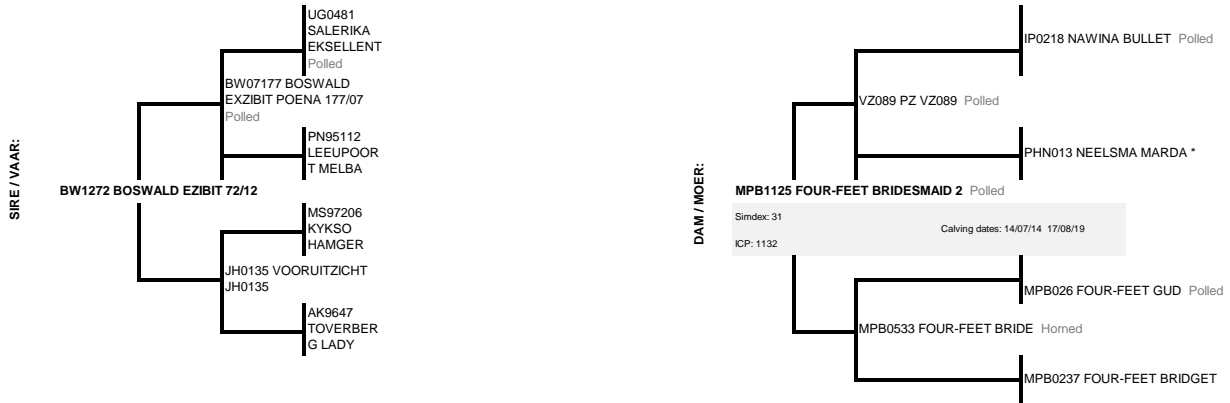 SIRE / VAAR:
UG0481
SALERIKA
EKSELLENT
Polled
BW07177 BOSWALD
EXZIBIT POENA 177/07
Polled
PN95112
LEEUPOOR
T MELBA
BW1272 BOSWALD EZIBIT 72/12
MS97206
KYKSO
HAMGER
JH0135 VOORUITZICHT
JH0135
AK9647
TOVERBER
G LADY
DAM / MOER:
IP0218 NAWINA BULLET Polled
VZ089 PZ VZ089 Polled
PHN013 NEELSMA MARDA *
MPB1125 FOUR-FEET BRIDESMAID 2 Polled
Simdex: 31
Calving dates: 14/07/14 17/08/19
ICP: 1132
MPB026 FOUR-FEET GUD Polled
MPB0533 FOUR-FEET BRIDE Horned
MPB0237 FOUR-FEET BRIDGET